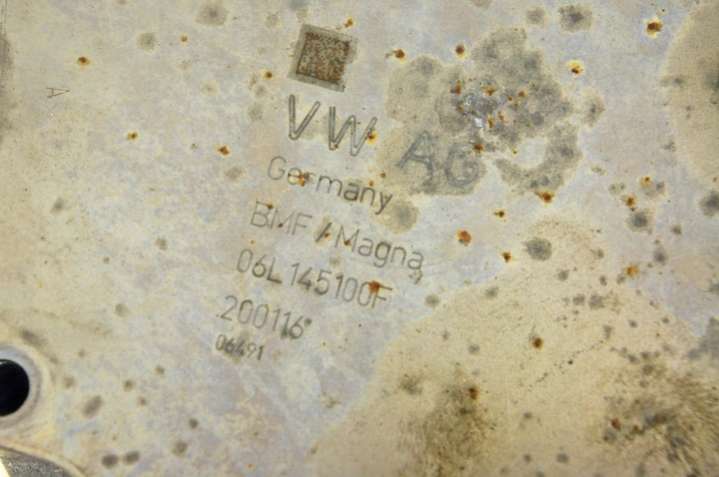 A
VW AG
Germany
BMF / Magna
06L145100F
200116
06491